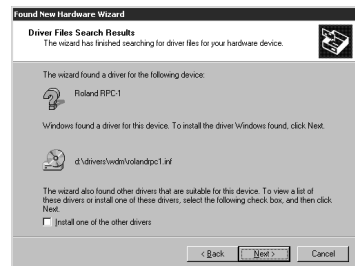 Found New Hardware Wizard
Driver Files Search Results
The wizard has finished searching for driver files for your hardware device.
The wizard found a driver for the following device:
Roland RPC-1
Windows found a driver for this device. To install the driver Windows found, click Next.
d:\drivers\wdm\rolandrpc1.inf
The wizard also found other drivers that are suitable for this device. To view a list of
these drivers or install one of these drivers, select the following check box, and then click
Next.
Install one of the other drivers
< Back
Next >
Cancel